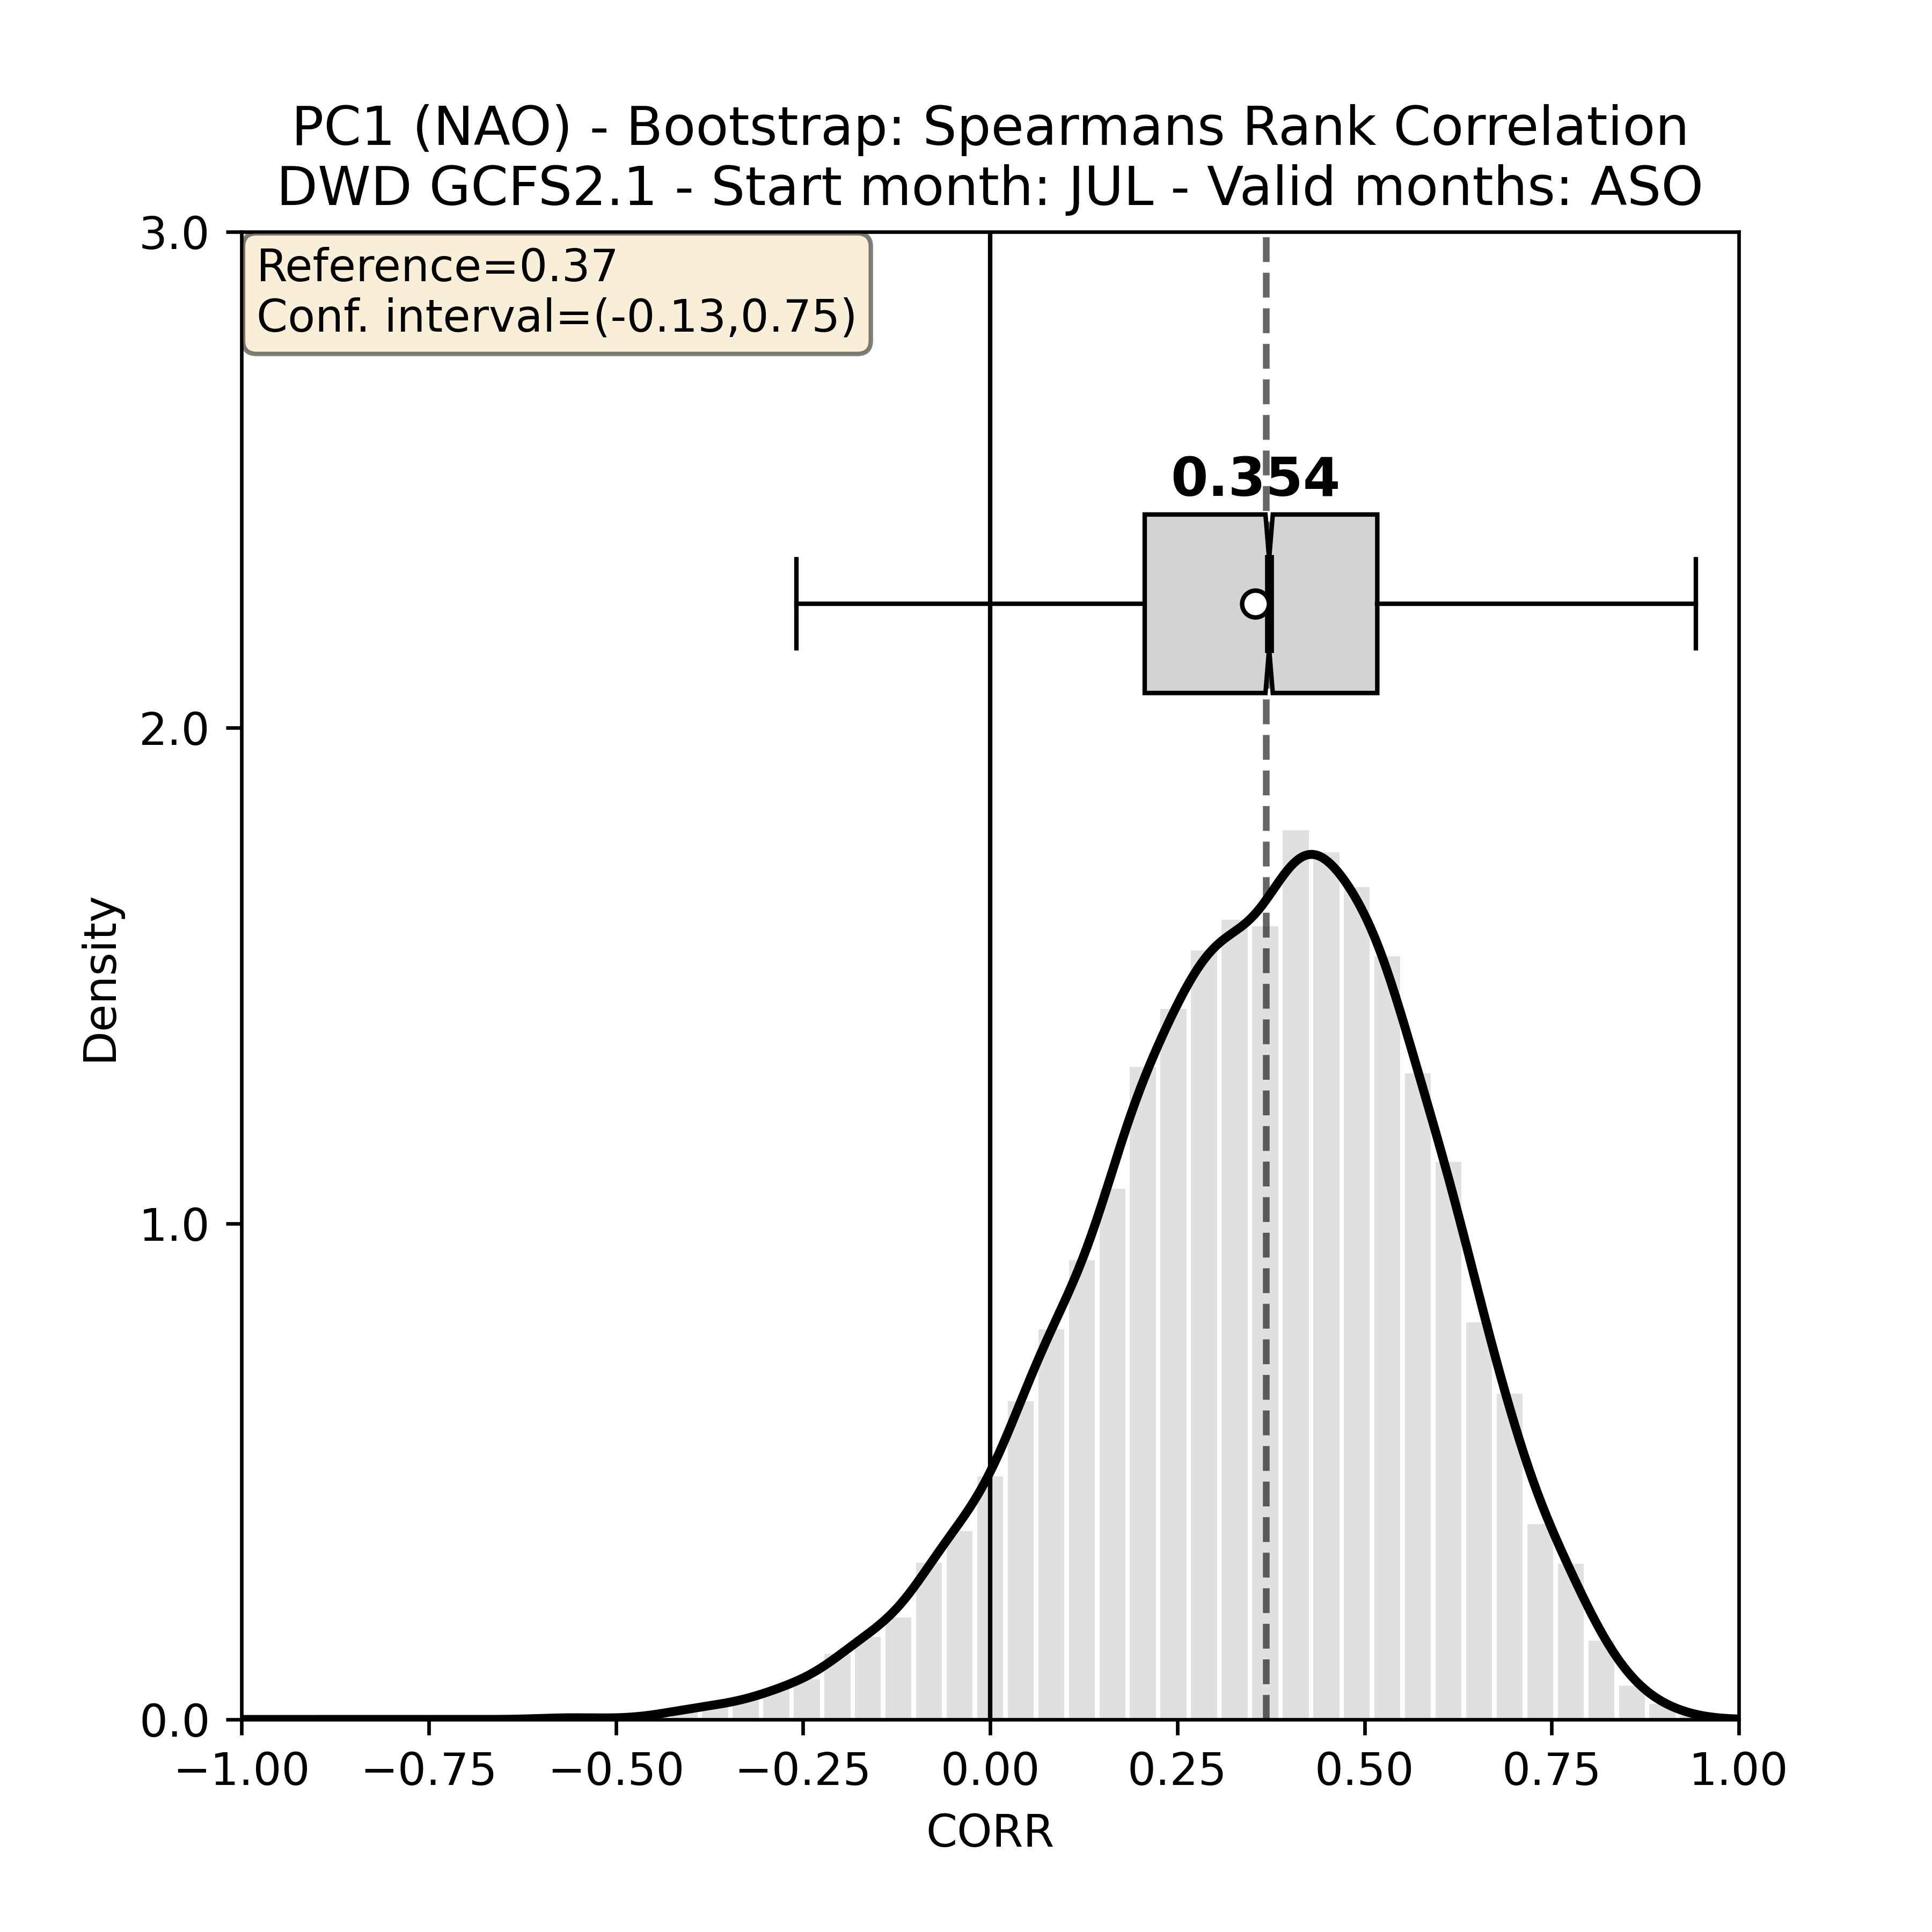 PC1 (NAO) - Bootstrap: Spearmans Rank Correlation
DWD GCFS2.1 - Start month: JUL - Valid months: ASO
3.0
Reference=0.37
Conf. interval=(-0.13,0.75)
0.354
2.0
Density
1.0
0.0
−1.00 −0.75 −0.50 −0.25 0.00 0.25 0.50 0.75 1.00
CORR